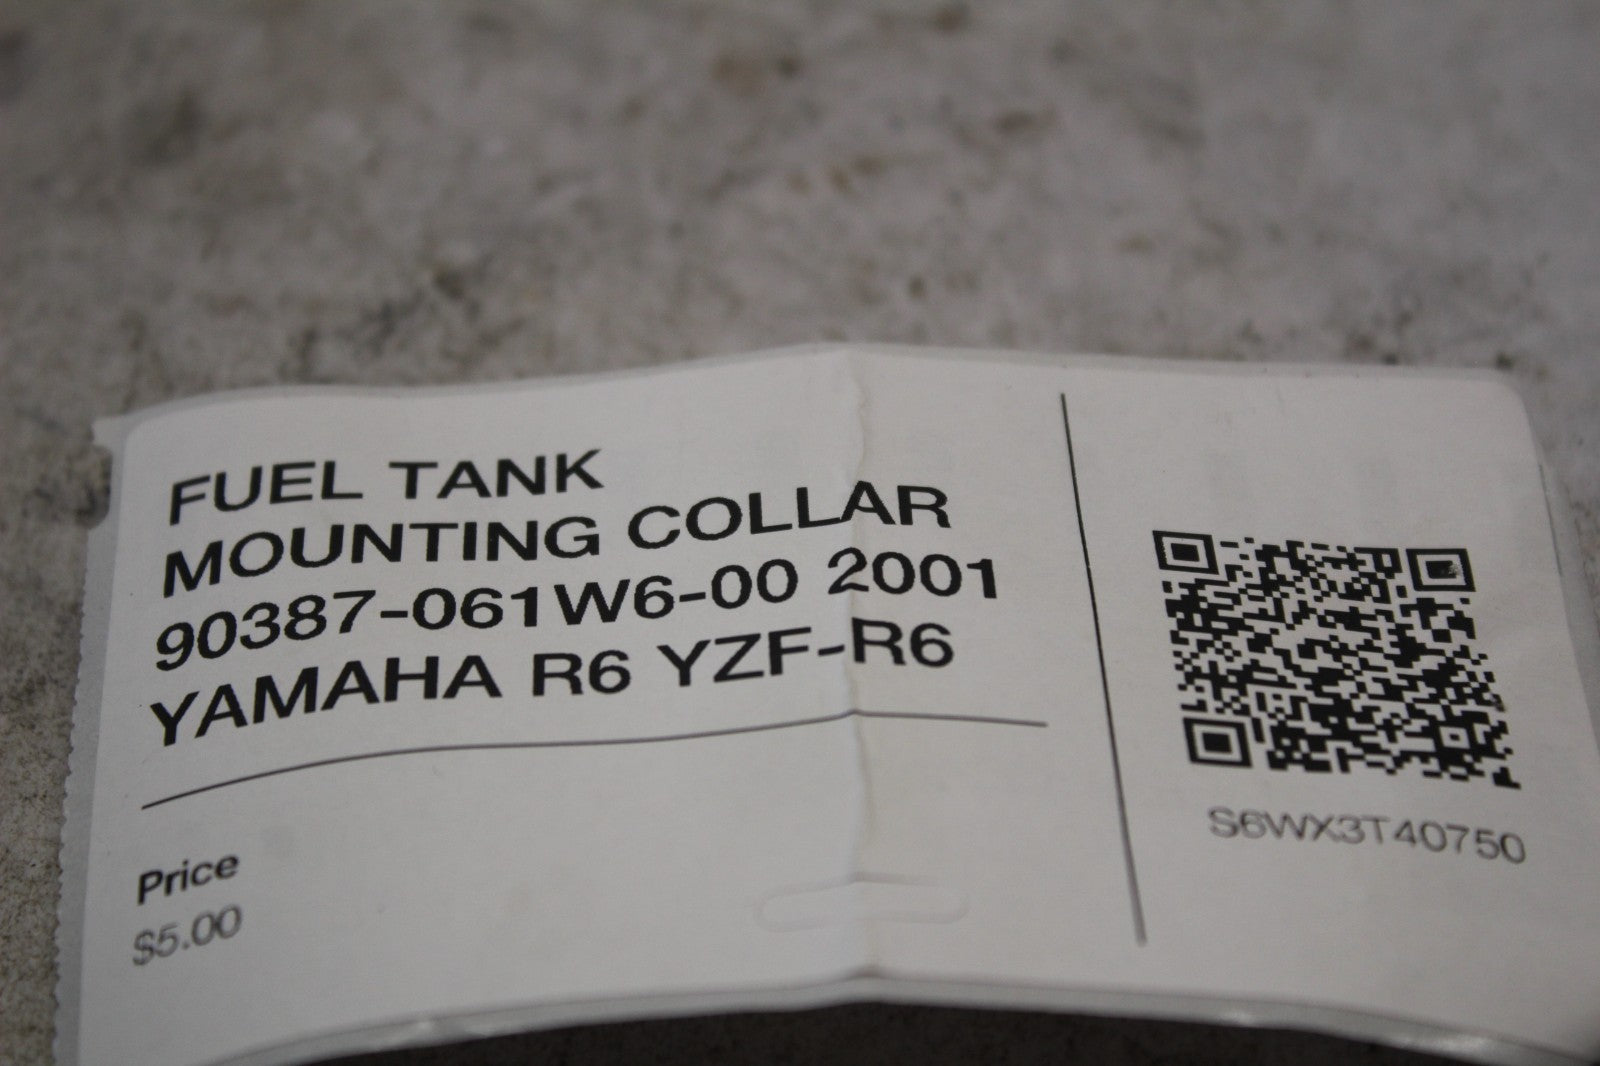 FUEL TANK
MOUNTING COLLAR
90387-061W6-00 2001
YAMAHA R6 YZF-R6
Price
$5.00
S6WX3T40750